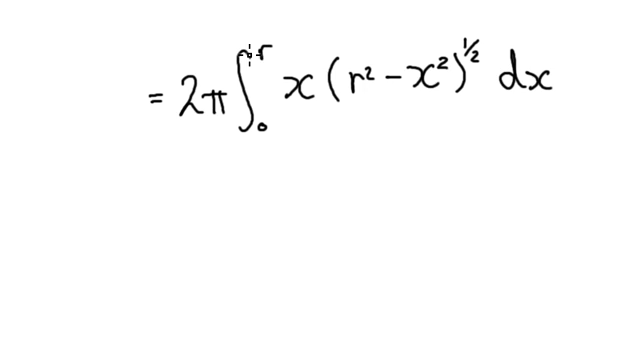 = 2π∫₀ʳ x (r² − x²)^½ dx